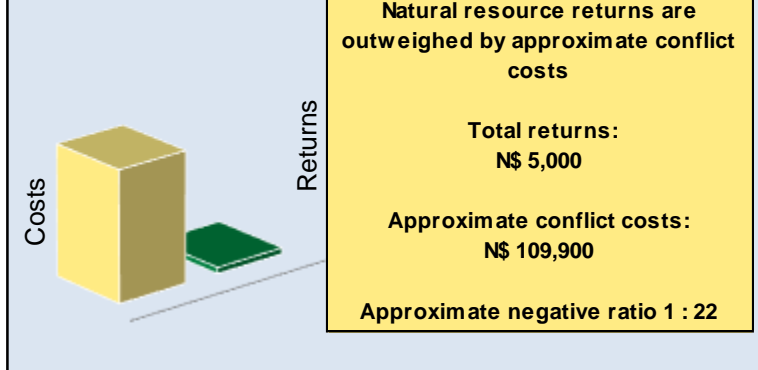 Costs
Returns
Natural resource returns are
outweighed by approximate conflict
costs
Total returns:
N$ 5,000
Approximate conflict costs:
N$ 109,900
Approximate negative ratio 1 : 22